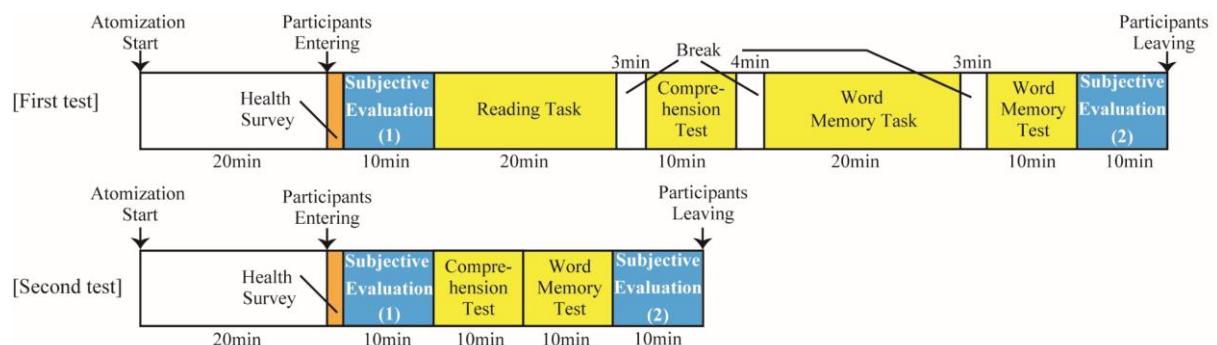 Atomization
Start
Participants
Entering
Participants
Leaving
3min
Break
4min
3min
[First test]
Health
Survey
Subjective
Evaluation
(1)
Reading Task
Compre-
hension
Test
Word
Memory Task
Word
Memory
Test
Subjective
Evaluation
(2)
20min
10min
20min
10min
20min
10min
10min
Atomization
Start
Participants
Entering
Participants
Leaving
[Second test]
Health
Survey
Subjective
Evaluation
(1)
Compre-
hension
Test
Word
Memory
Test
Subjective
Evaluation
(2)
20min
10min
10min
10min
10min